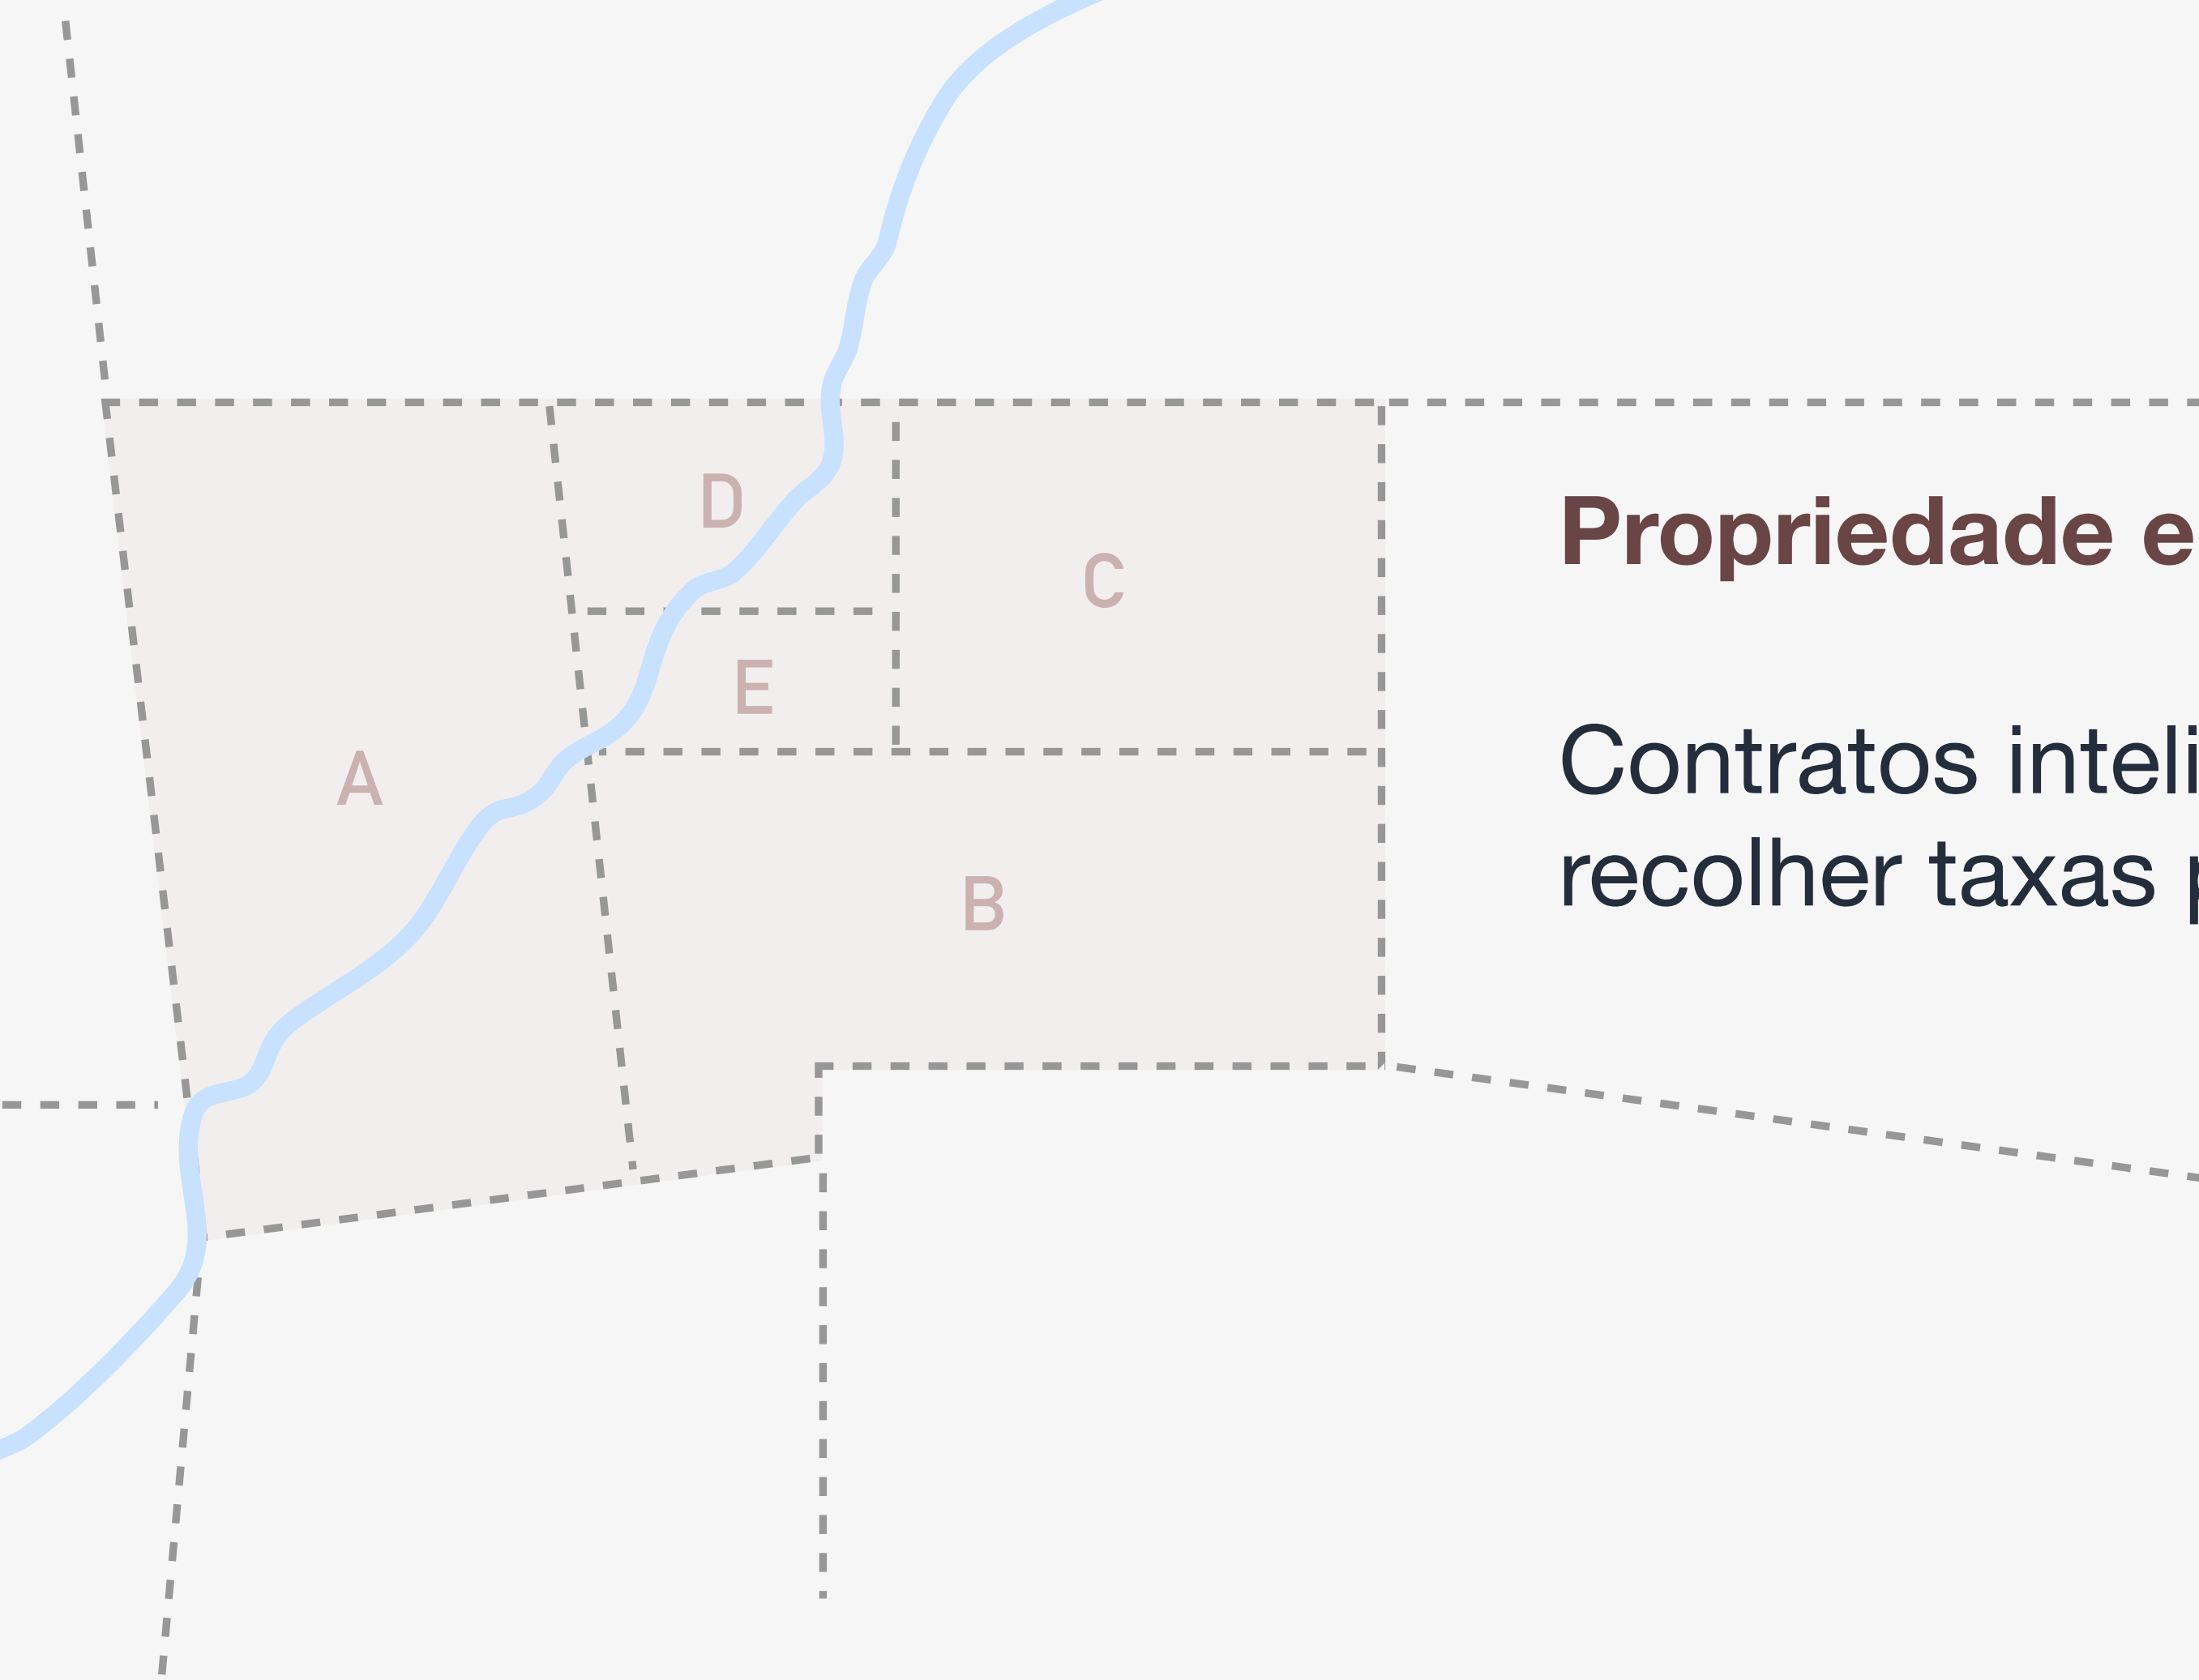 D
C
E
A
B
Propriedade e
Contratos inteli
recolher taxas